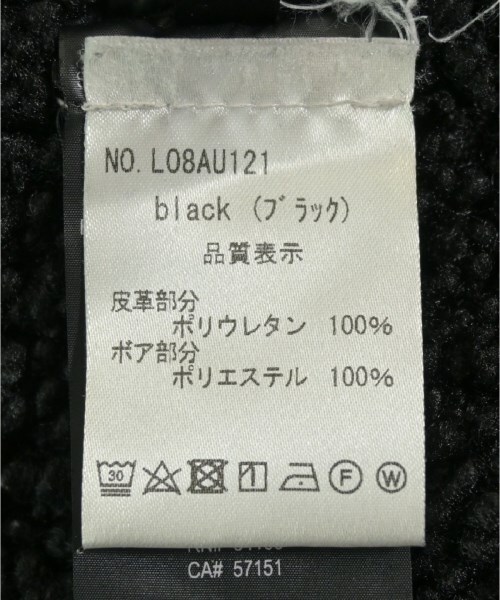 NO. L08AU121
black (ﾌﾞﾗｯｸ)
品質表示
皮革部分
ポリウレタン 100%
ボア部分
ポリエステル 100%
30
F
W
CA# 57151